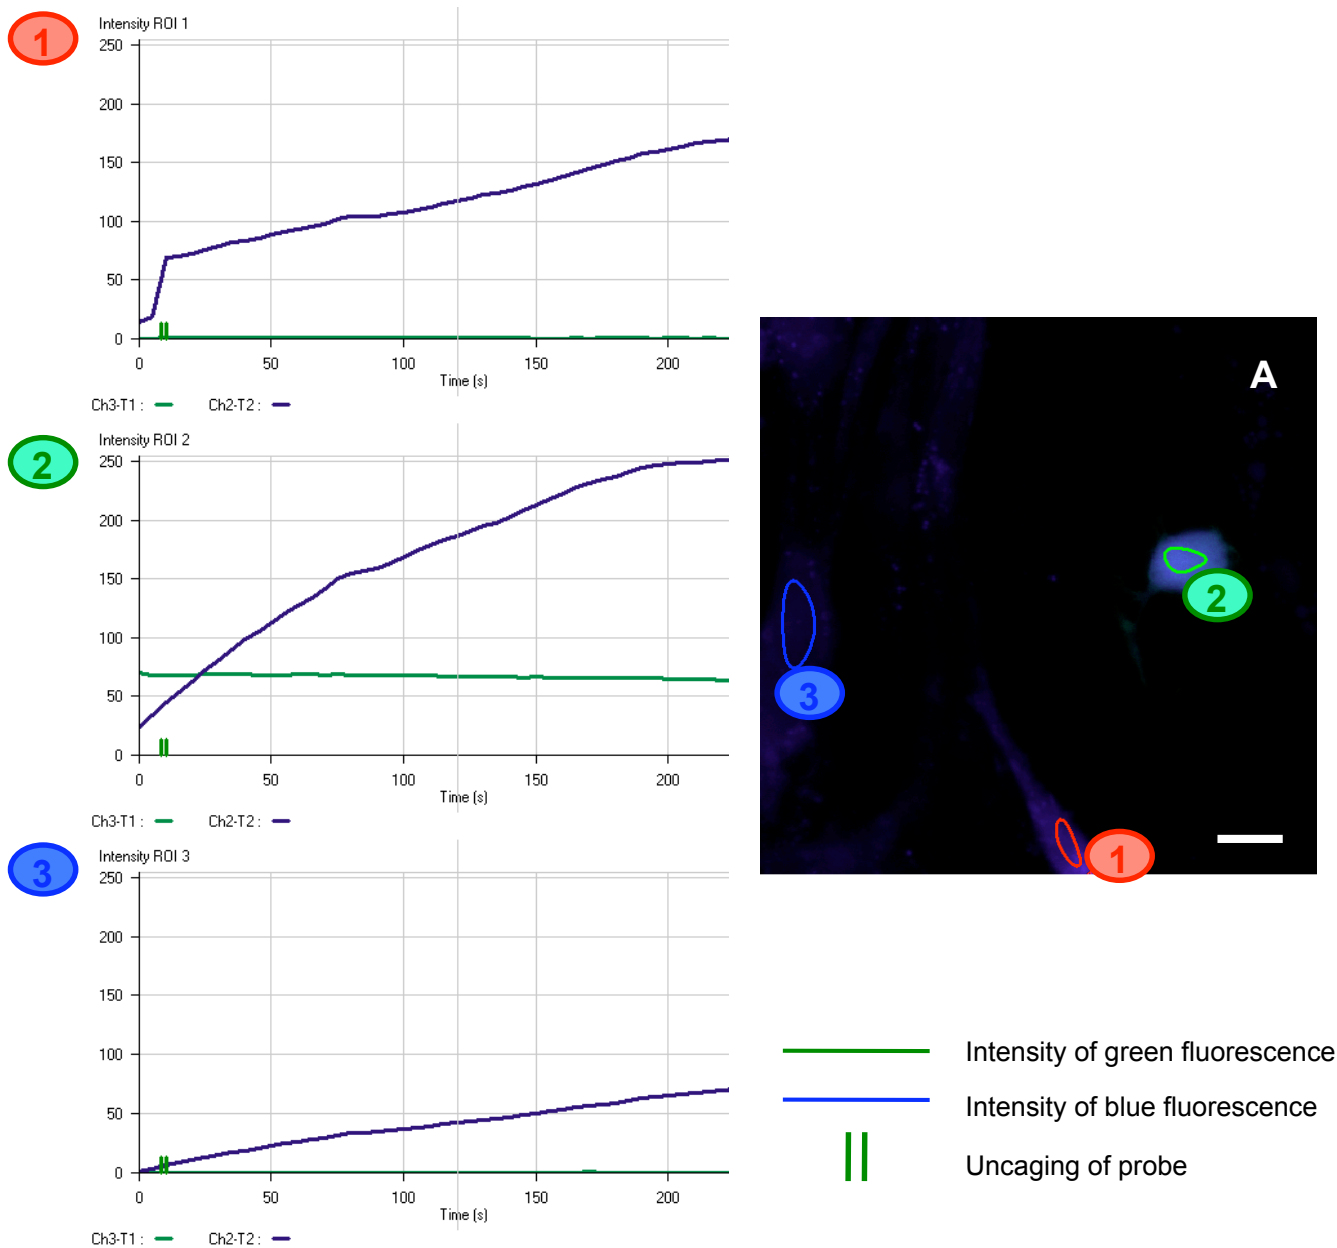 1
Intensity ROI 1
250
200
150
100
50
0
0 50 100 150 200
Time (s)
Ch3-T1 : Ch2-T2 :
2
Intensity ROI 2
250
200
150
100
50
0
0 50 100 150 200
Time (s)
Ch3-T1 : Ch2-T2 :
3
Intensity ROI 3
250
200
150
100
50
0
0 50 100 150 200
Time (s)
Ch3-T1 : Ch2-T2 :
A
2
3
1
Intensity of green fluorescence
Intensity of blue fluorescence
Uncaging of probe